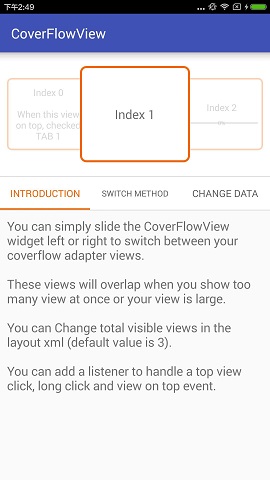 下午2:49
CoverFlowView
Index 0
When this view
on top, checked
TAB 1
Index 1
Index 2
INTRODUCTION
SWITCH METHOD
CHANGE DATA
You can simply slide the CoverFlowView
widget left or right to switch between your
coverflow adapter views.
These views will overlap when you show too
many view at once or your view is large.
You can Change total visible views in the
layout xml (default value is 3).
You can add a listener to handle a top view
click, long click and view on top event.